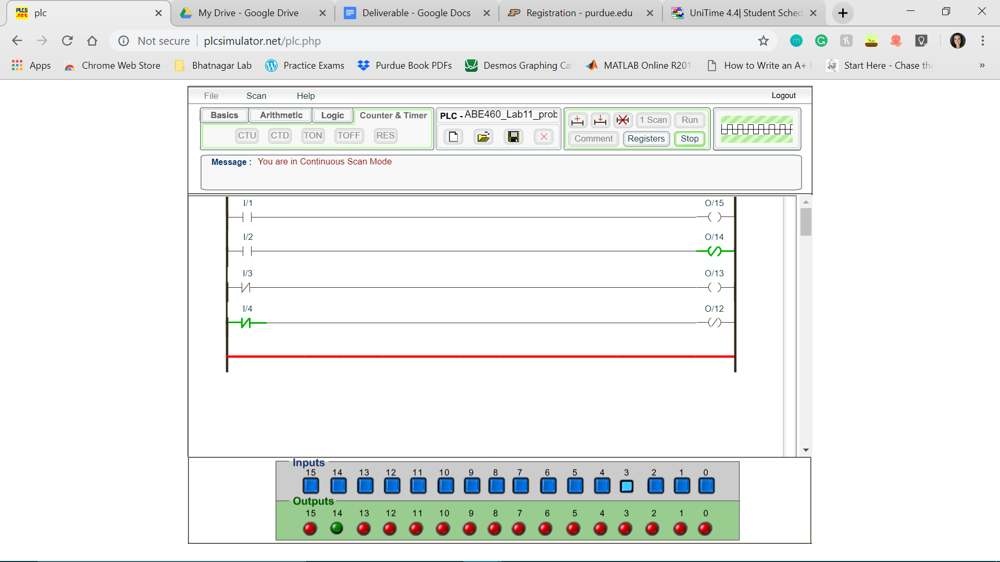 plc
My Drive - Google Drive
Deliverable - Google Docs
Registration - purdue.edu
UniTime 4.4| Student Sched
Not secure
plcsimulator.net/plc.php
Apps
Chrome Web Store
Bhatnagar Lab
Practice Exams
Purdue Book PDFs
Desmos Graphing Ca
MATLAB Online R201
How to Write an A+
Start Here - Chase the
»
File Scan Help Logout
Basics Arithmetic Logic Counter & Timer
PLC - ABE460_Lab11_prob
1 Scan Run
CTU CTD TON TOFF RES
Comment Registers Stop
Message : You are in Continuous Scan Mode
I/1 O/15
I/2 O/14
I/3 O/13
I/4 O/12
Inputs
15 14 13 12 11 10 9 8 7 6 5 4 3 2 1 0
Outputs
15 14 13 12 11 10 9 8 7 6 5 4 3 2 1 0